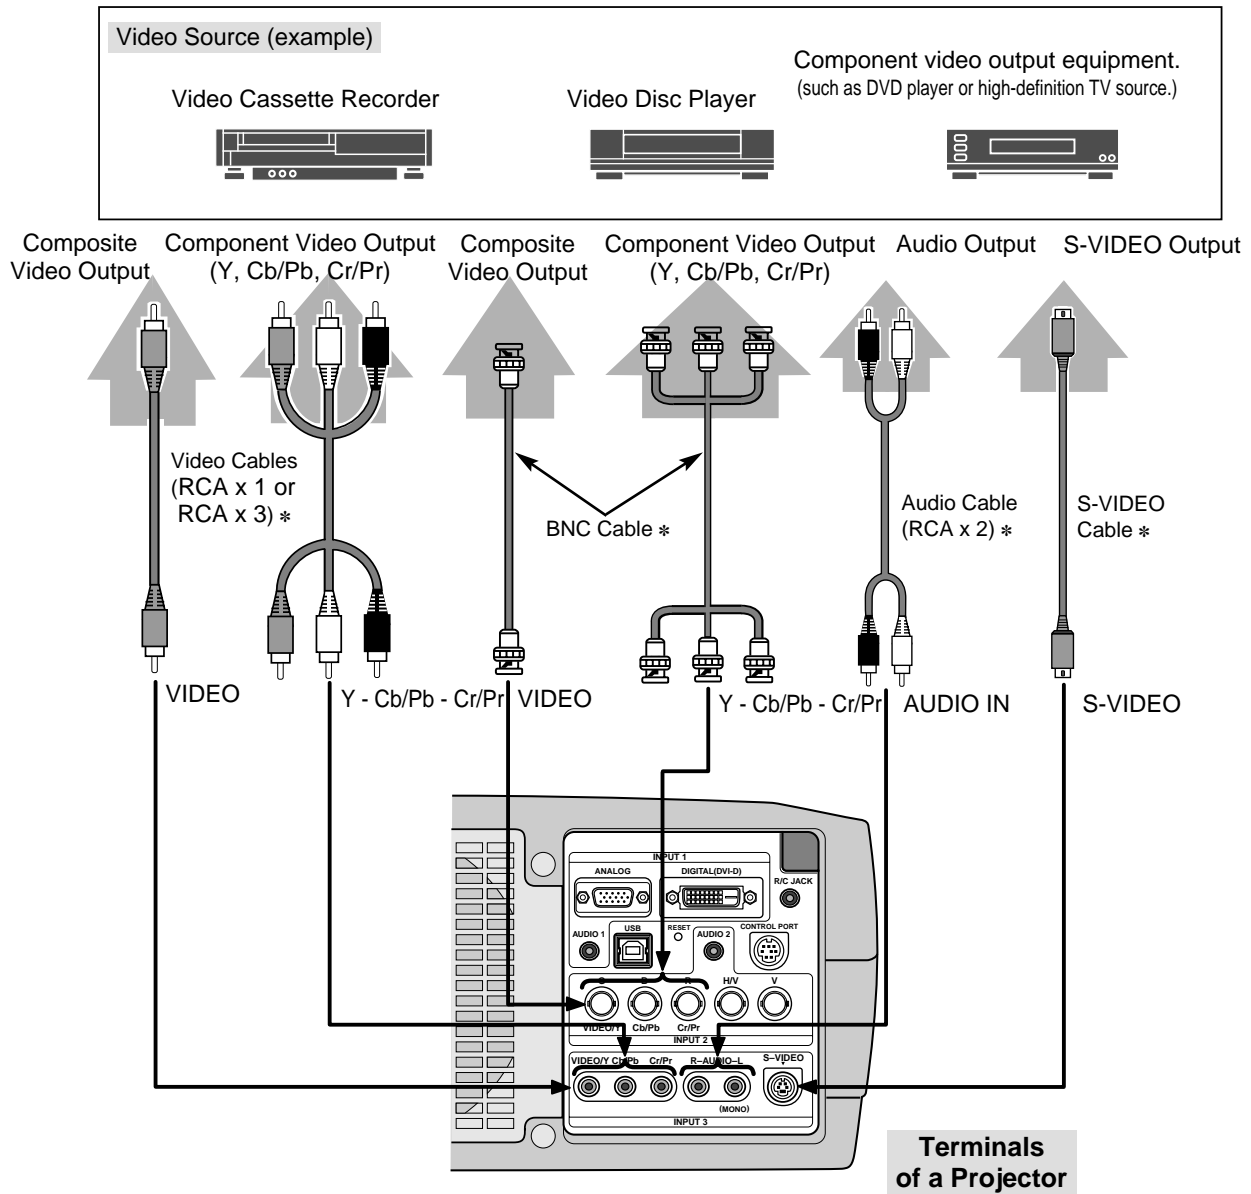 Video Source (example)
Component video output equipment.
(such as DVD player or high-definition TV source.)
Video Cassette Recorder
Video Disc Player
Composite
Video Output
Component Video Output
(Y, Cb/Pb, Cr/Pr)
Composite
Video Output
Component Video Output
(Y, Cb/Pb, Cr/Pr)
Audio Output
S-VIDEO Output
Video Cables
(RCA x 1 or
RCA x 3) *
BNC Cable *
Audio Cable
(RCA x 2) *
S-VIDEO
Cable *
VIDEO
Y - Cb/Pb - Cr/Pr
VIDEO
Y - Cb/Pb - Cr/Pr
AUDIO IN
S-VIDEO
INPUT 1
ANALOG
DIGITAL(DVI-D)
R/C JACK
AUDIO 1
USB
RESET
AUDIO 2
CONTROL PORT
G
B
R
H/V
V
VIDEO/Y
Cb/Pb
Cr/Pr
INPUT 2
VIDEO/Y
Cb/Pb
Cr/Pr
R–AUDIO–L
S–VIDEO
(MONO)
INPUT 3
Terminals
of a Projector